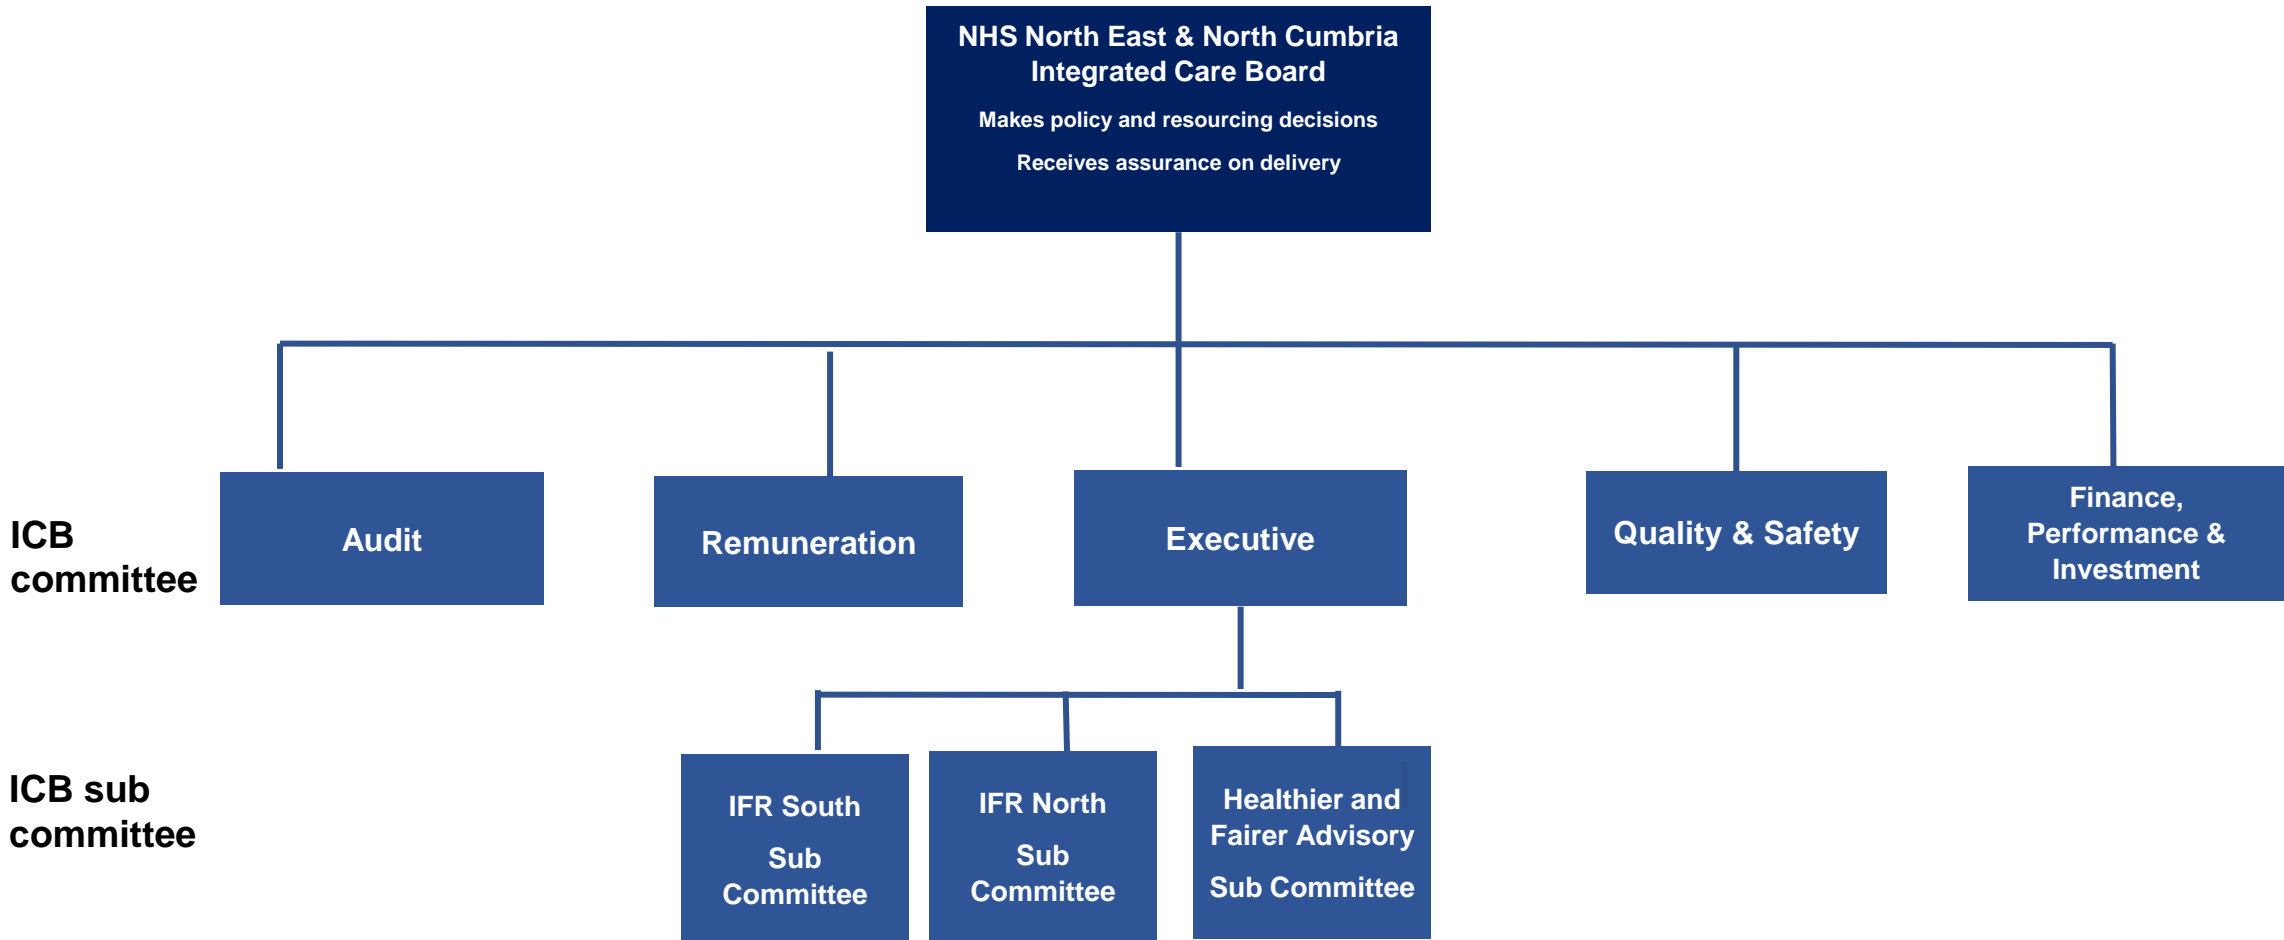 NHS North East & North Cumbria
Integrated Care Board
Makes policy and resourcing decisions
Receives assurance on delivery
ICB
committee
Audit
Remuneration
Executive
Quality & Safety
Finance,
Performance &
Investment
ICB sub
committee
IFR South
Sub
Committee
IFR North
Sub
Committee
Healthier and
Fairer Advisory
Sub Committee